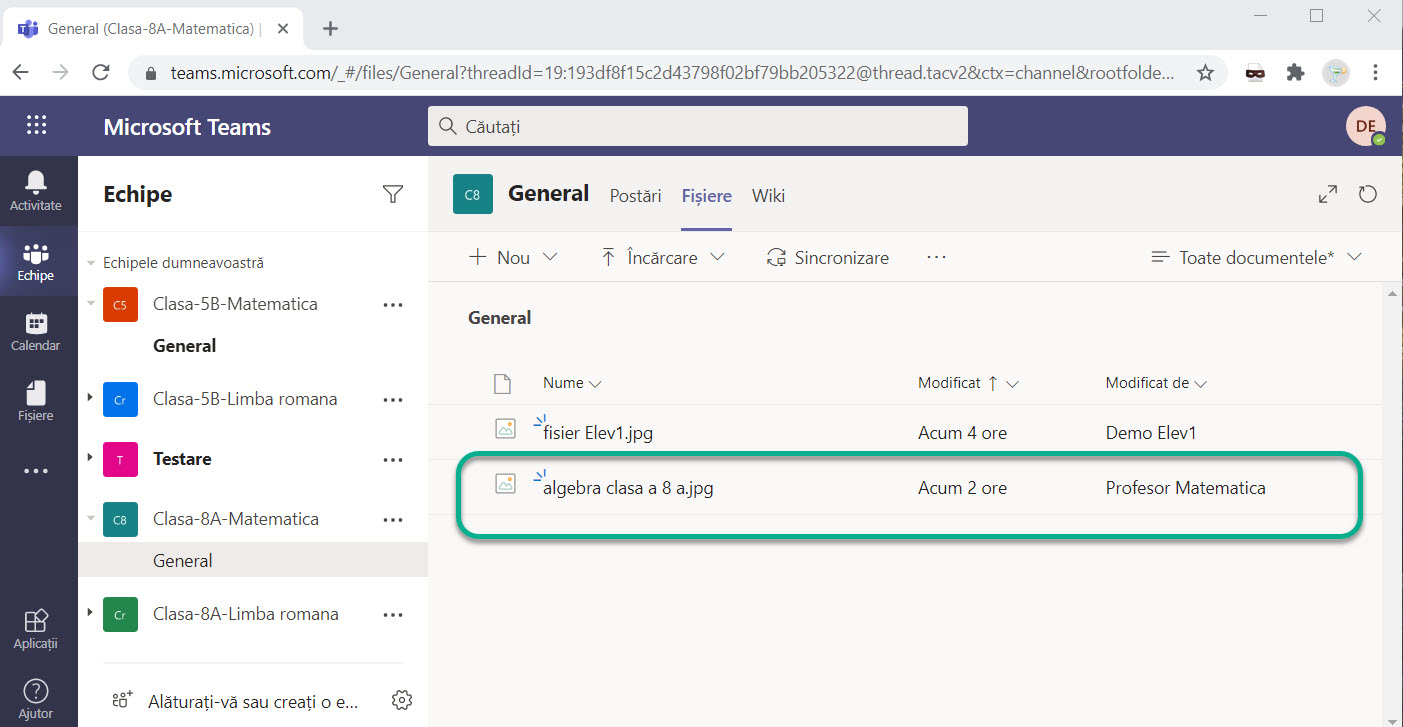 General (Clasa-8A-Matematica) |
teams.microsoft.com/_#/files/General?threadId=19:193df8f15c2d43798f02bf79bb205322@thread.tacv2&ctx=channel&rootfolde...
Microsoft Teams
Căutați
DE
Activitate
Echipe
Calendar
Fișiere
Aplicații
Ajutor
Echipe
Echipele dumneavoastră
C5 Clasa-5B-Matematica
General
Cr Clasa-5B-Limba romana
T Testare
C8 Clasa-8A-Matematica
General
Cr Clasa-8A-Limba romana
Alăturați-vă sau creați o e...
C8 General Postări Fișiere Wiki
Nou Încărcare Sincronizare Toate documentele*
General
Nume Modificat Modificat de
fisier Elev1.jpg Acum 4 ore Demo Elev1
algebra clasa a 8 a.jpg Acum 2 ore Profesor Matematica